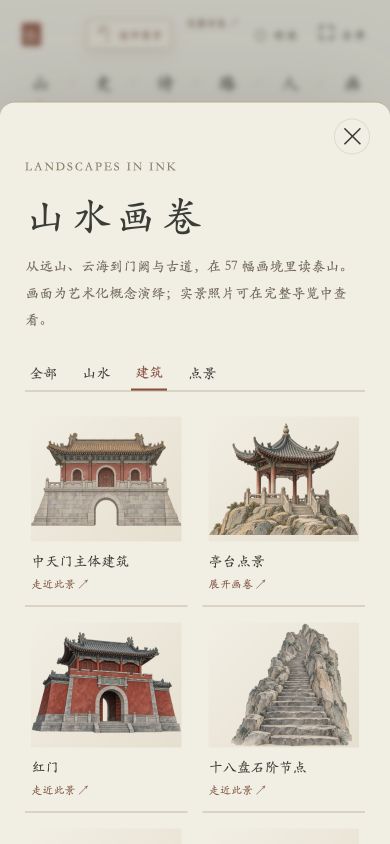 LANDSCAPES IN INK
山水画卷
从远山、云海到门阙与古道，在 57 幅画境里读泰山。
画面为艺术化概念演绎；实景照片可在完整导览中查
看。
全部 山水 建筑 点景
中天门主体建筑 亭台点景
走近此景 ↗ 展开画卷 ↗
红门 十八盘石阶节点
走近此景 ↗ 走近此景 ↗